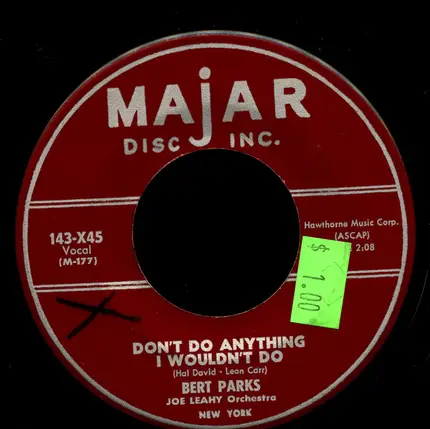 MAJAR
DISC INC.
143-X45
Vocal
(M-177)
Hawthorne Music Corp.
(ASCAP)
2:08
$ 1.00
DON'T DO ANYTHING
I WOULDN'T DO
(Hal David - Leon Carr)
BERT PARKS
JOE LEAHY Orchestra
NEW YORK